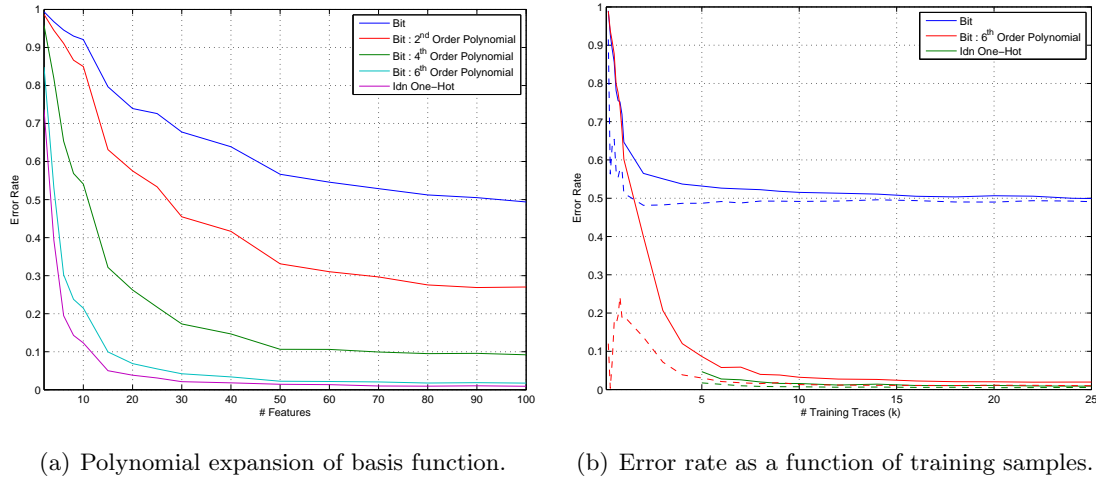 1
0.9
0.8
0.7
0.6
0.5
0.4
0.3
0.2
0.1
0
Error Rate
10 20 30 40 50 60 70 80 90 100
# Features
Bit
Bit : 2nd Order Polynomial
Bit : 4th Order Polynomial
Bit : 6th Order Polynomial
Idn One−Hot
(a) Polynomial expansion of basis function.
1
0.9
0.8
0.7
0.6
0.5
0.4
0.3
0.2
0.1
0
Error Rate
5 10 15 20 25
# Training Traces (k)
Bit
Bit : 6th Order Polynomial
Idn One−Hot
(b) Error rate as a function of training samples.